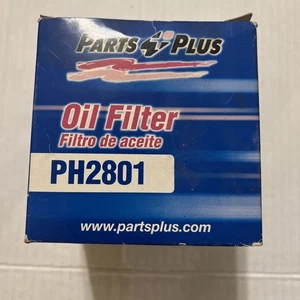 PARTS PLUS
Oil Filter
Filtro de aceite
PH2801
www.partsplus.com